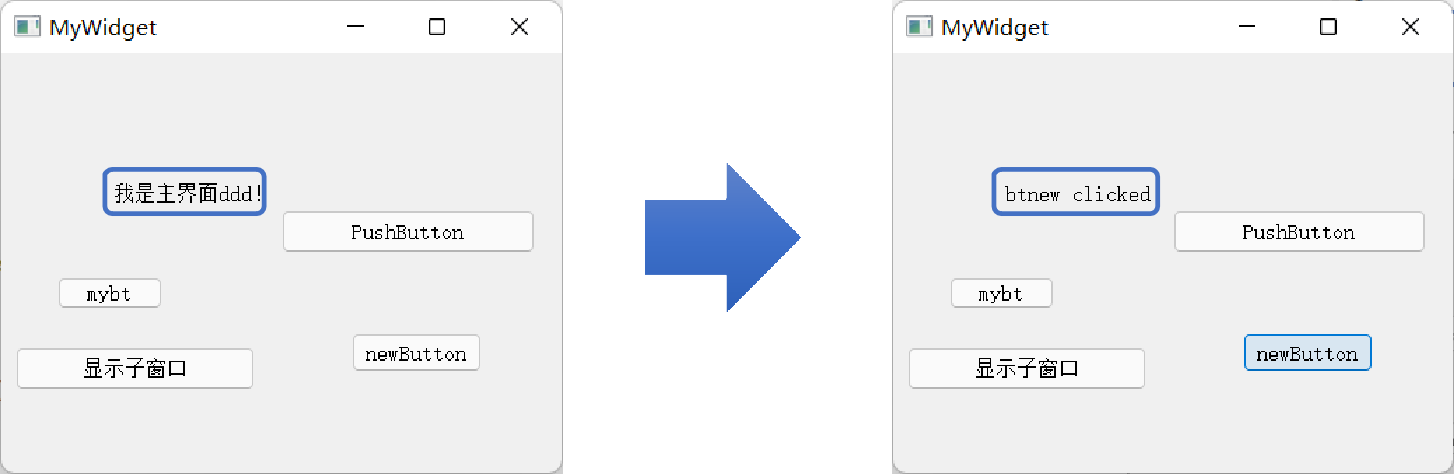 MyWidget
我是主界面ddd!
PushButton
mybt
newButton
显示子窗口
MyWidget
btnew clicked
PushButton
mybt
newButton
显示子窗口